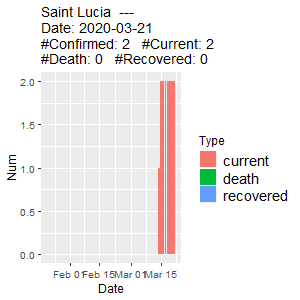 Saint Lucia  ---
Date: 2020-03-21
#Confirmed: 2   #Current: 2
#Death: 0   #Recovered: 0
2.0
1.5
1.0
0.5
0.0
Num
Feb 01 Feb 15 Mar 01 Mar 15
Date
Type
current
death
recovered